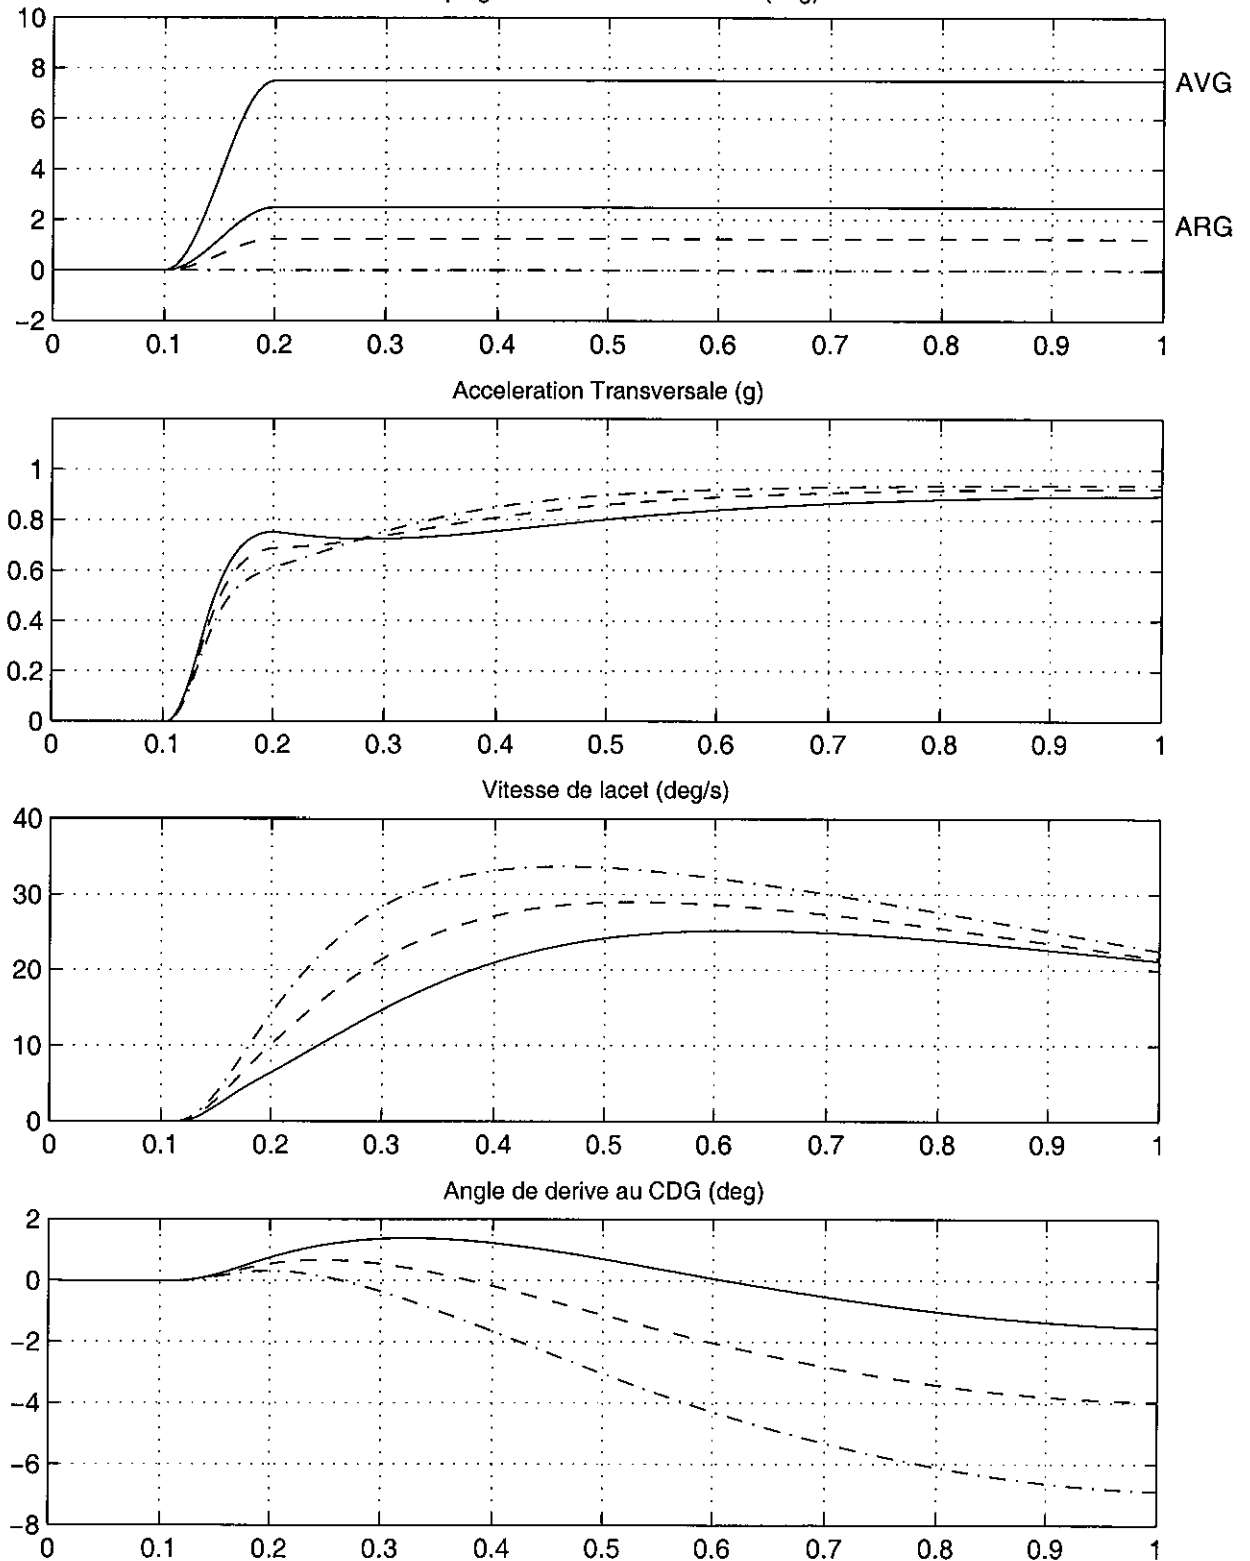 10
8
AVG
6
4
2
ARG
0
−2
0 0.1 0.2 0.3 0.4 0.5 0.6 0.7 0.8 0.9 1
Acceleration Transversale (g)
1
0.8
0.6
0.4
0.2
0
0 0.1 0.2 0.3 0.4 0.5 0.6 0.7 0.8 0.9 1
Vitesse de lacet (deg/s)
40
30
20
10
0
0 0.1 0.2 0.3 0.4 0.5 0.6 0.7 0.8 0.9 1
Angle de derive au CDG (deg)
2
0
−2
−4
−6
−8
0 0.1 0.2 0.3 0.4 0.5 0.6 0.7 0.8 0.9 1